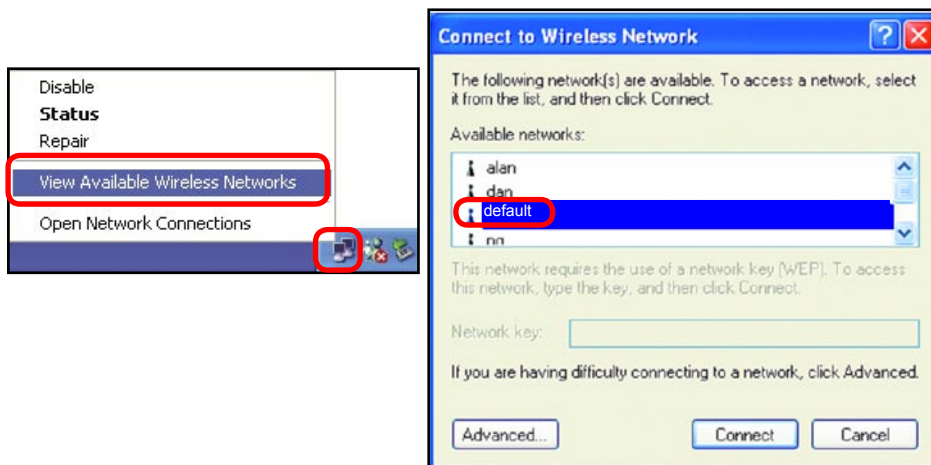 Disable
Status
Repair
View Available Wireless Networks
Open Network Connections
Connect to Wireless Network
?
The following network(s) are available. To access a network, select
it from the list, and then click Connect.
Available networks:
alan
dan
default
This network requires the use of a network key (WEP). To access
this network, type the key, and then click Connect.
Network key:
If you are having difficulty connecting to a network, click Advanced.
Advanced...
Connect
Cancel